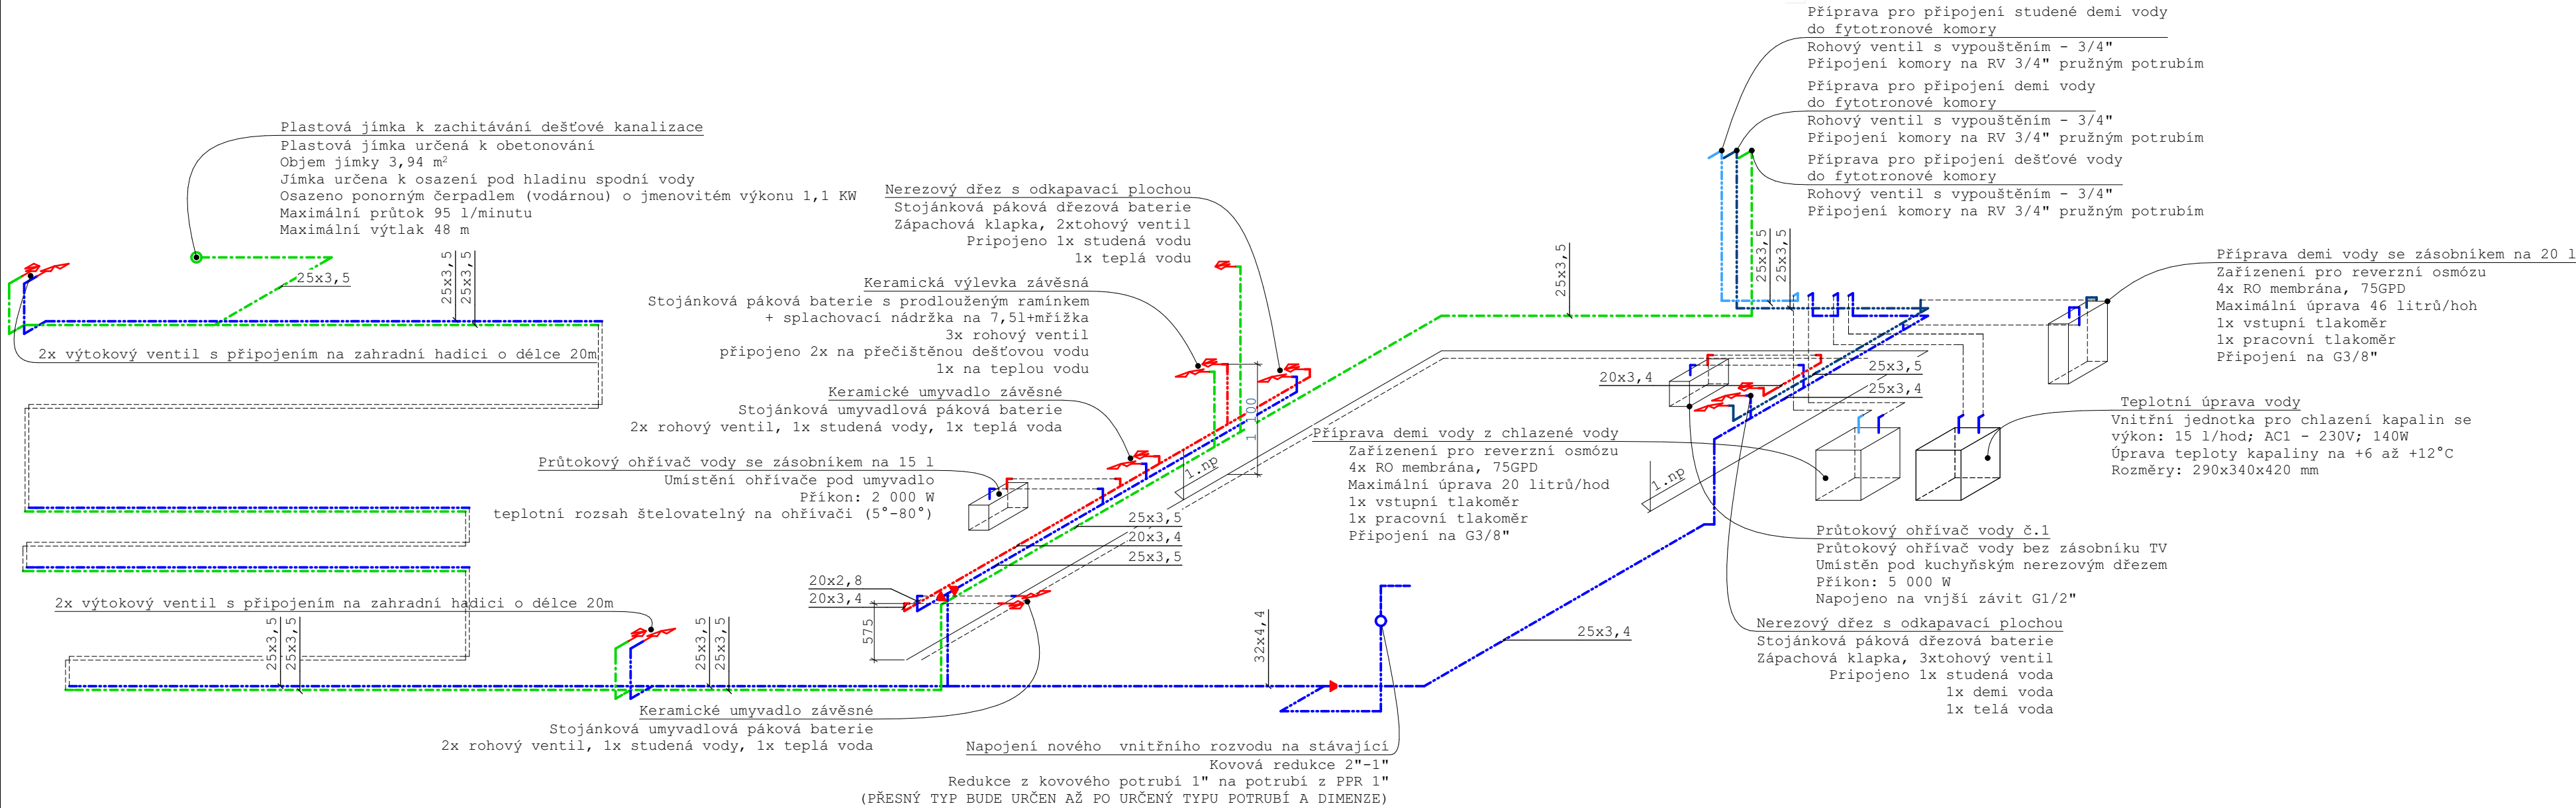 Příprava pro připojení studené demi vody
do fytotronové komory
Rohový ventil s vypouštěním - 3/4"
Připojení komory na RV 3/4" pružným potrubím
Příprava pro připojení demi vody
do fytotronové komory
Rohový ventil s vypouštěním - 3/4"
Připojení komory na RV 3/4" pružným potrubím
Příprava pro připojení dešťové vody
do fytotronové komory
Rohový ventil s vypouštěním - 3/4"
Připojení komory na RV 3/4" pružným potrubím
Plastová jímka k zachitávání dešťové kanalizace
Plastová jímka určená k obetonování
Objem jímky 3,94 m²
Jímka určena k osazení pod hladinu spodní vody
Osazeno ponorným čerpadlem (vodárnou) o jmenovitém výkonu 1,1 KW
Maximální průtok 95 l/minutu
Maximální výtlak 48 m
25x3,5
25x3,5
25x3,5
2x výtokový ventil s připojením na zahradní hadici o délce 20m
Nerezový dřez s odkapavací plochou
Stojánková páková dřezová baterie
Zápachová klapka, 2xtohový ventil
Pripojeno 1x studená vodu
1x teplá vodu
Keramická výlevka závěsná
Stojánková páková baterie s prodlouženým ramínkem
+ splachovací nádržka na 7,5l+mřížka
3x rohový ventil
připojeno 2x na přečištěnou dešťovou vodu
1x na teplou vodu
Keramické umyvadlo závěsné
Stojánková umyvadlová páková baterie
2x rohový ventil, 1x studená vody, 1x teplá voda
Průtokový ohřívač vody se zásobníkem na 15 l
Umístění ohřívače pod umyvadlo
Příkon: 2 000 W
teplotní rozsah štelovatelný na ohřívači (5°-80°)
25x3,5
25x3,5
25x3,5
Příprava demi vody se zásobníkem na 20 l
Zařízenení pro reverzní osmózu
4x RO membrána, 75GPD
Maximální úprava 46 litrů/hoh
1x vstupní tlakoměr
1x pracovní tlakoměr
Připojení na G3/8"
20x3,4
25x3,5
25x3,4
1 100
1.np
1.np
Příprava demi vody z chlazené vody
Zařízenení pro reverzní osmózu
4x RO membrána, 75GPD
Maximální úprava 20 litrů/hod
1x vstupní tlakoměr
1x pracovní tlakoměr
Připojení na G3/8"
Teplotní úprava vody
Vnitřní jednotka pro chlazení kapalin se
výkon: 15 l/hod; AC1 - 230V; 140W
Úprava teploty kapaliny na +6 až +12°C
Rozměry: 290x340x420 mm
25x3,5
20x3,4
25x3,5
20x2,8
20x3,4
575
Průtokový ohřívač vody č.1
Průtokový ohřívač vody bez zásobníku TV
Umístěn pod kuchyňským nerezovým dřezem
Příkon: 5 000 W
Napojeno na vnjší závit G1/2"
2x výtokový ventil s připojením na zahradní hadici o délce 20m
25x3,5
25x3,5
25x3,5
25x3,5
32x4,4
25x3,4
Nerezový dřez s odkapavací plochou
Stojánková páková dřezová baterie
Zápachová klapka, 3xtohový ventil
Pripojeno 1x studená voda
1x demi voda
1x telá voda
Keramické umyvadlo závěsné
Stojánková umyvadlová páková baterie
2x rohový ventil, 1x studená vody, 1x teplá voda
Napojení nového vnitřního rozvodu na stávající
Kovová redukce 2"-1"
Redukce z kovového potrubí 1" na potrubí z PPR 1"
(PŘESNÝ TYP BUDE URČEN AŽ PO URČENÝ TYPU POTRUBÍ A DIMENZE)